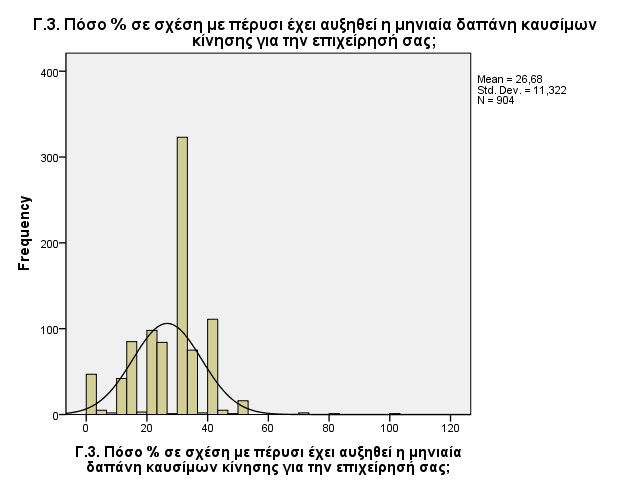 Γ.3. Πόσο % σε σχέση με πέρυσι έχει αυξηθεί η μηνιαία δαπάνη καυσίμων
κίνησης για την επιχείρησή σας;
Mean = 26,68
Std. Dev. = 11,322
N = 904
Frequency
400
300
200
100
0
0 20 40 60 80 100 120
Γ.3. Πόσο % σε σχέση με πέρυσι έχει αυξηθεί η μηνιαία
δαπάνη καυσίμων κίνησης για την επιχείρησή σας;